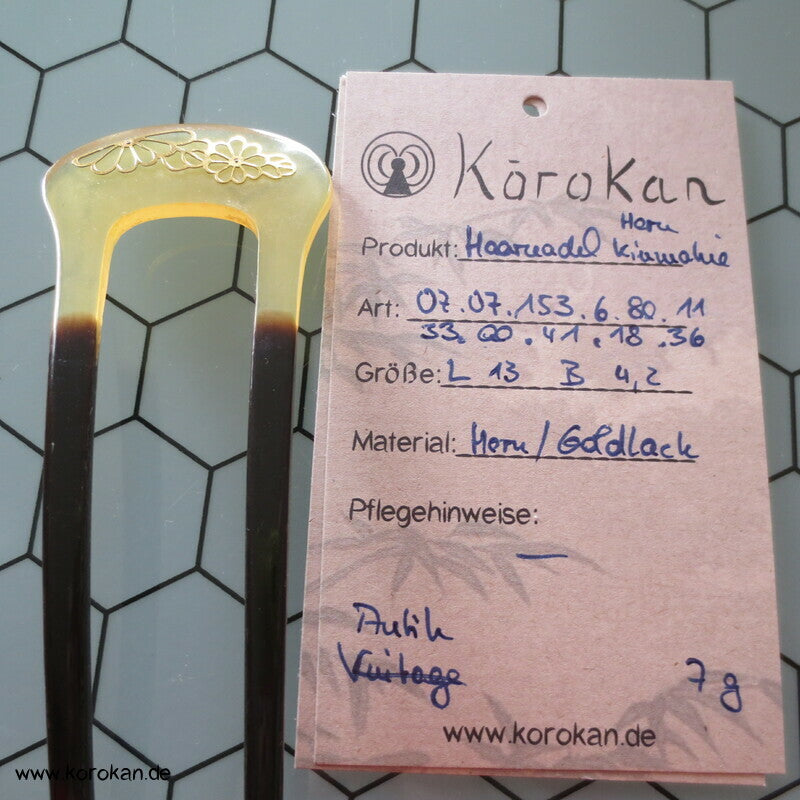 Kōrokan
Horn
Produkt: Haarnadel Kinmakie
Art: 07.07.153.6.80.11
33.00.41.18.36
Größe: L 13 B 4,2
Material: Horn/Goldlack
Pflegehinweise:
—
Antik
Vintage
7 g
www.korokan.de
www.korokan.de